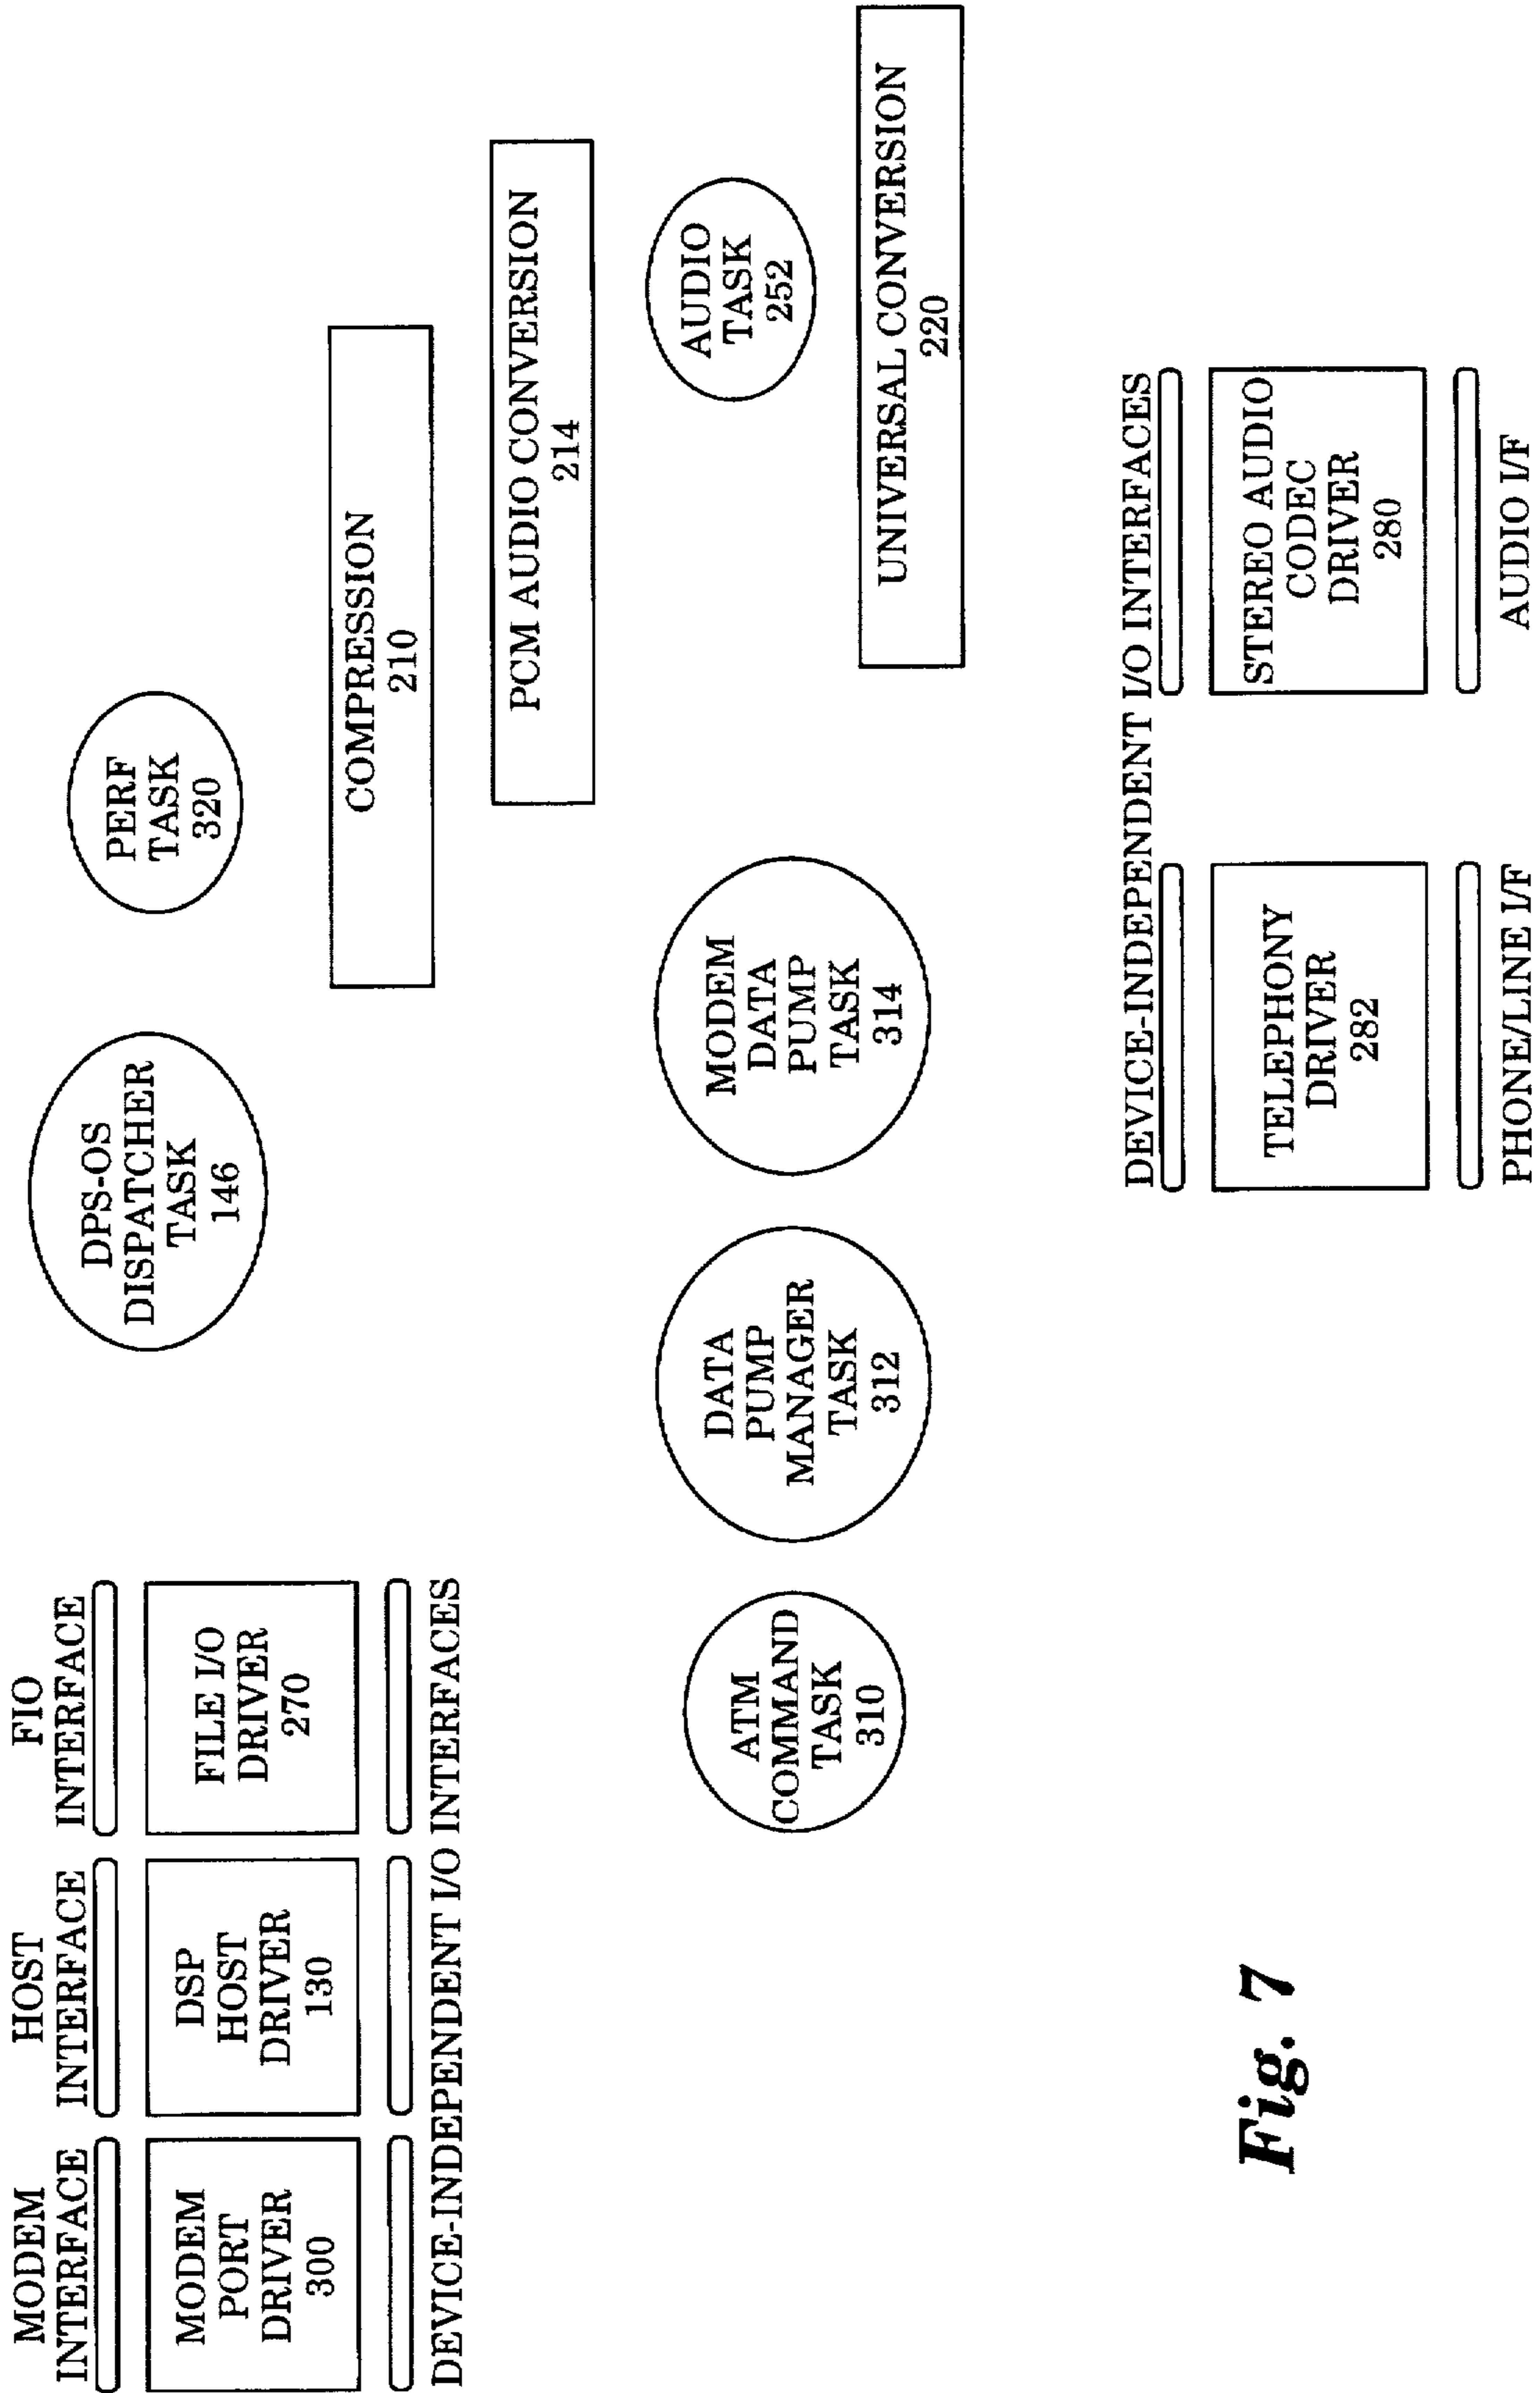 MODEM
INTERFACE
HOST
INTERFACE
FIO
INTERFACE
MODEM
PORT
DRIVER
300
DSP
HOST
DRIVER
130
FILE I/O
DRIVER
270
DEVICE-INDEPENDENT I/O INTERFACES
DPS-OS
DISPATCHER
TASK
146
PERF
TASK
320
COMPRESSION
210
PCM AUDIO CONVERSION
214
ATM
COMMAND
TASK
310
DATA
PUMP
MANAGER
TASK
312
MODEM
DATA
PUMP
TASK
314
AUDIO
TASK
252
UNIVERSAL CONVERSION
220
DEVICE-INDEPENDENT I/O INTERFACES
TELEPHONY
DRIVER
282
STEREO AUDIO
CODEC
DRIVER
280
PHONE/LINE I/F
AUDIO I/F
Fig. 7